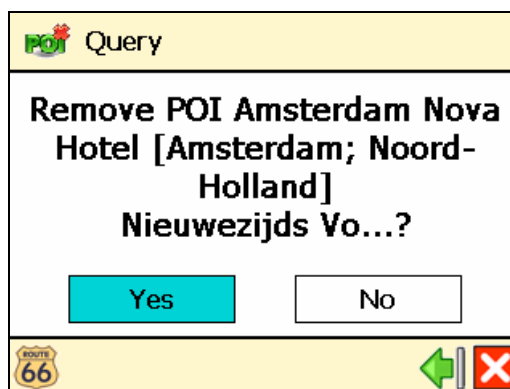 POI Query
Remove POI Amsterdam Nova
Hotel [Amsterdam; Noord-
Holland]
Nieuwezijds Vo...?
Yes No
ROUTE
66